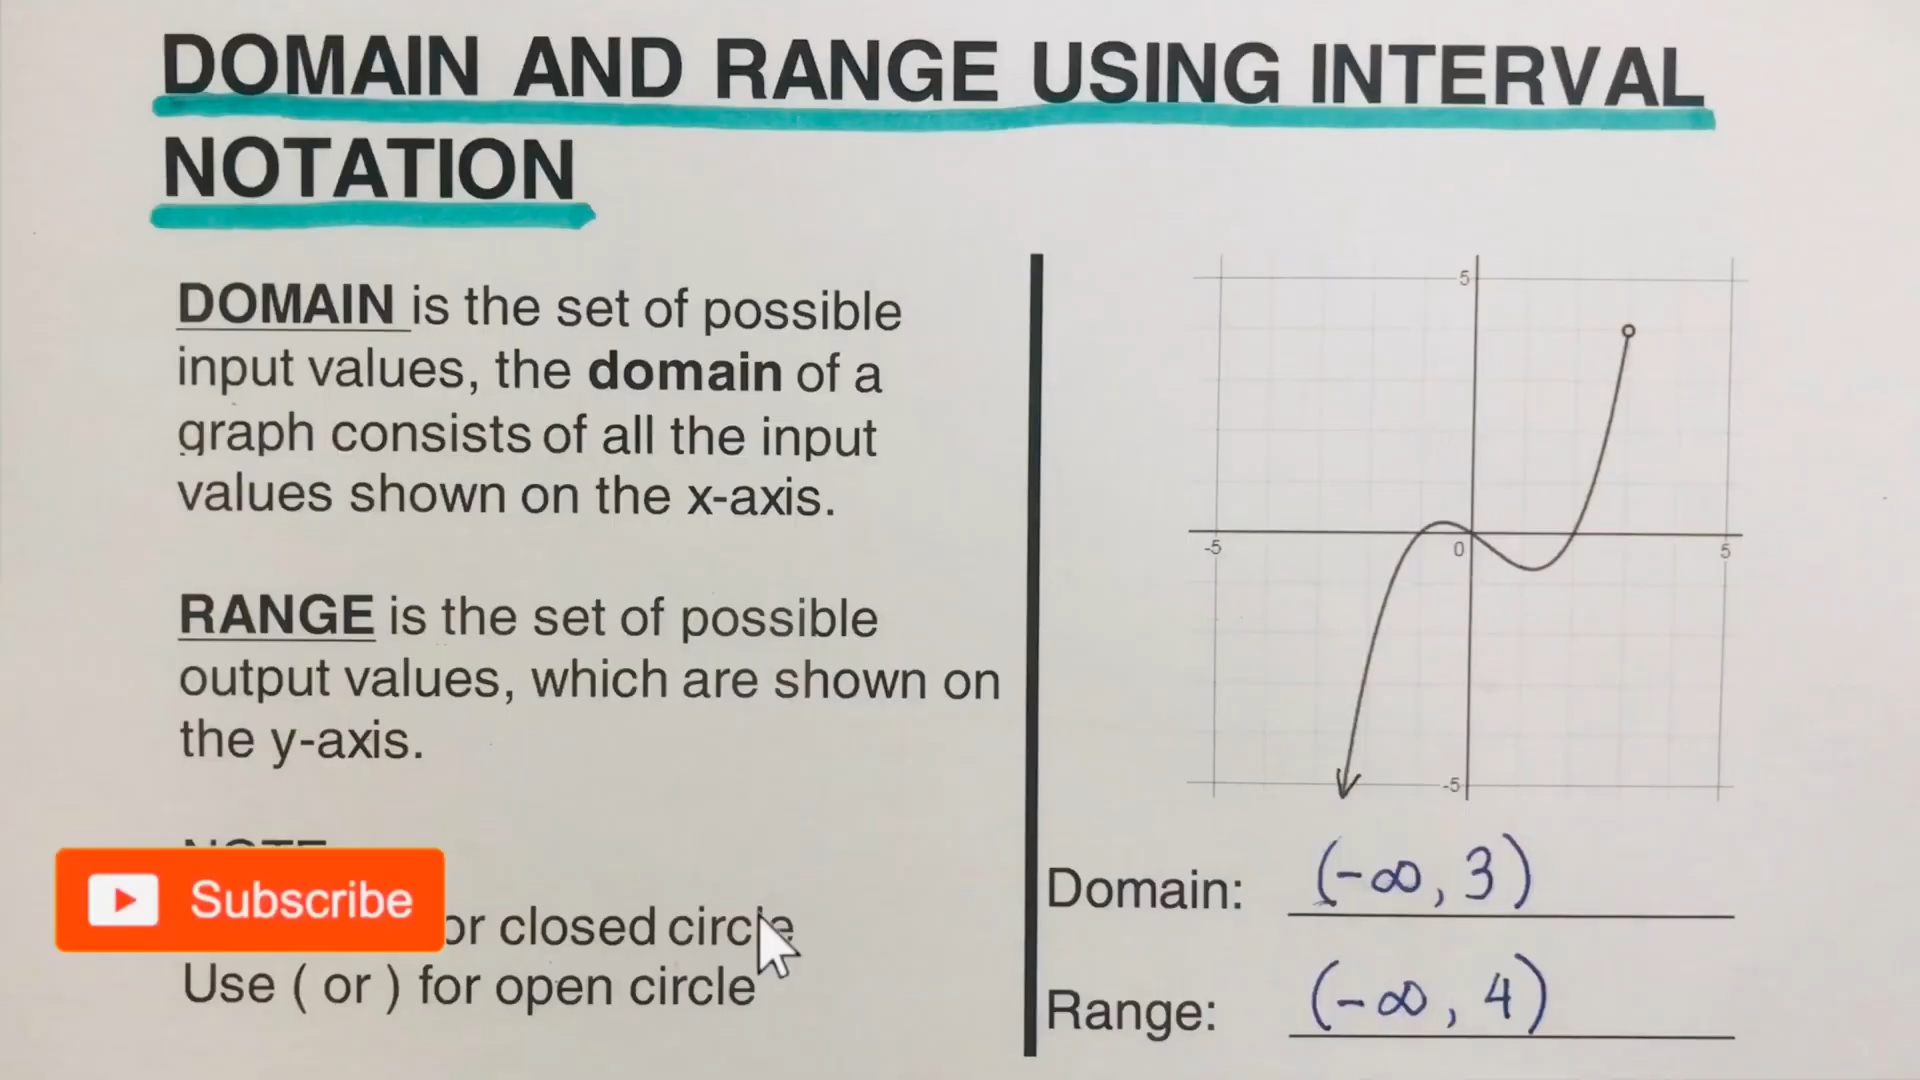 DOMAIN AND RANGE USING INTERVAL
NOTATION
DOMAIN is the set of possible
input values, the domain of a
graph consists of all the input
values shown on the x-axis.
RANGE is the set of possible
output values, which are shown on
the y-axis.
Subscribe
or closed circle
Use ( or ) for open circle
5
-5
0
5
-5
Domain: (-∞, 3)
Range: (-∞, 4)